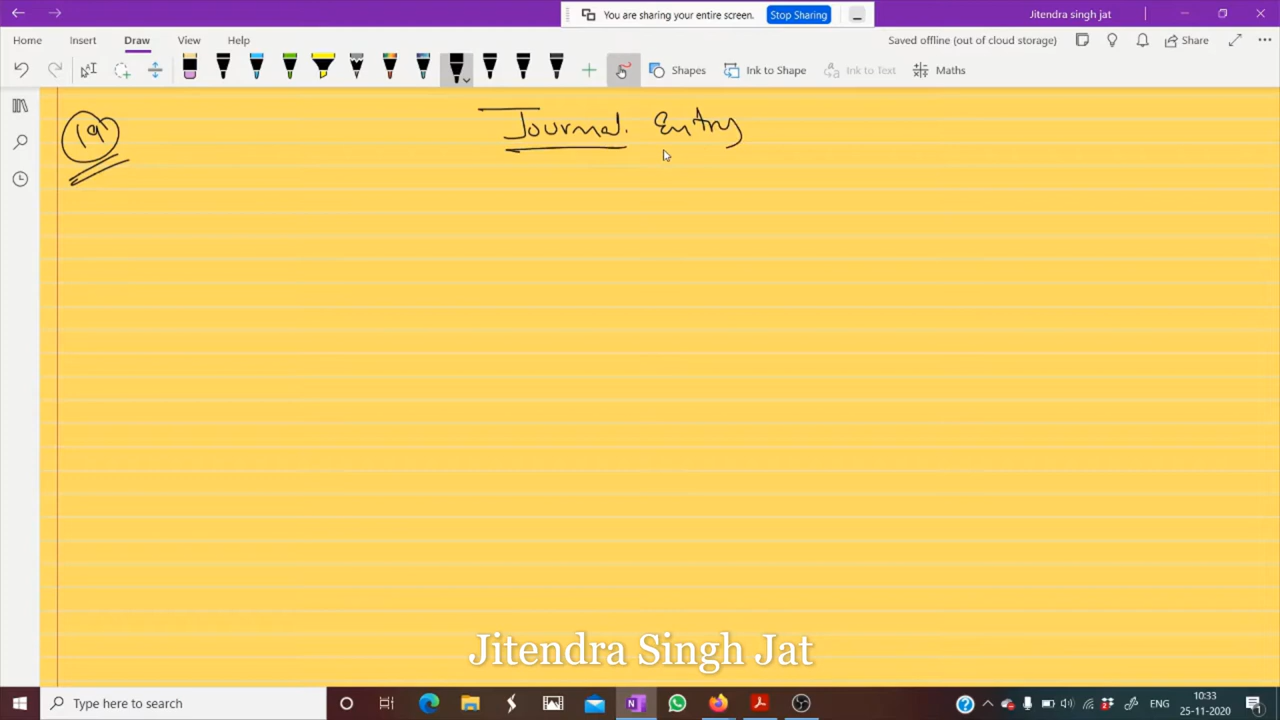 You are sharing your entire screen. Stop Sharing
Jitendra singh jat
Home Insert Draw View Help
Saved offline (out of cloud storage) Share
Shapes Ink to Shape Ink to Text Maths
19
Journal. Entry
Jitendra Singh Jat
Type here to search
ENG
10:33
25-11-2020